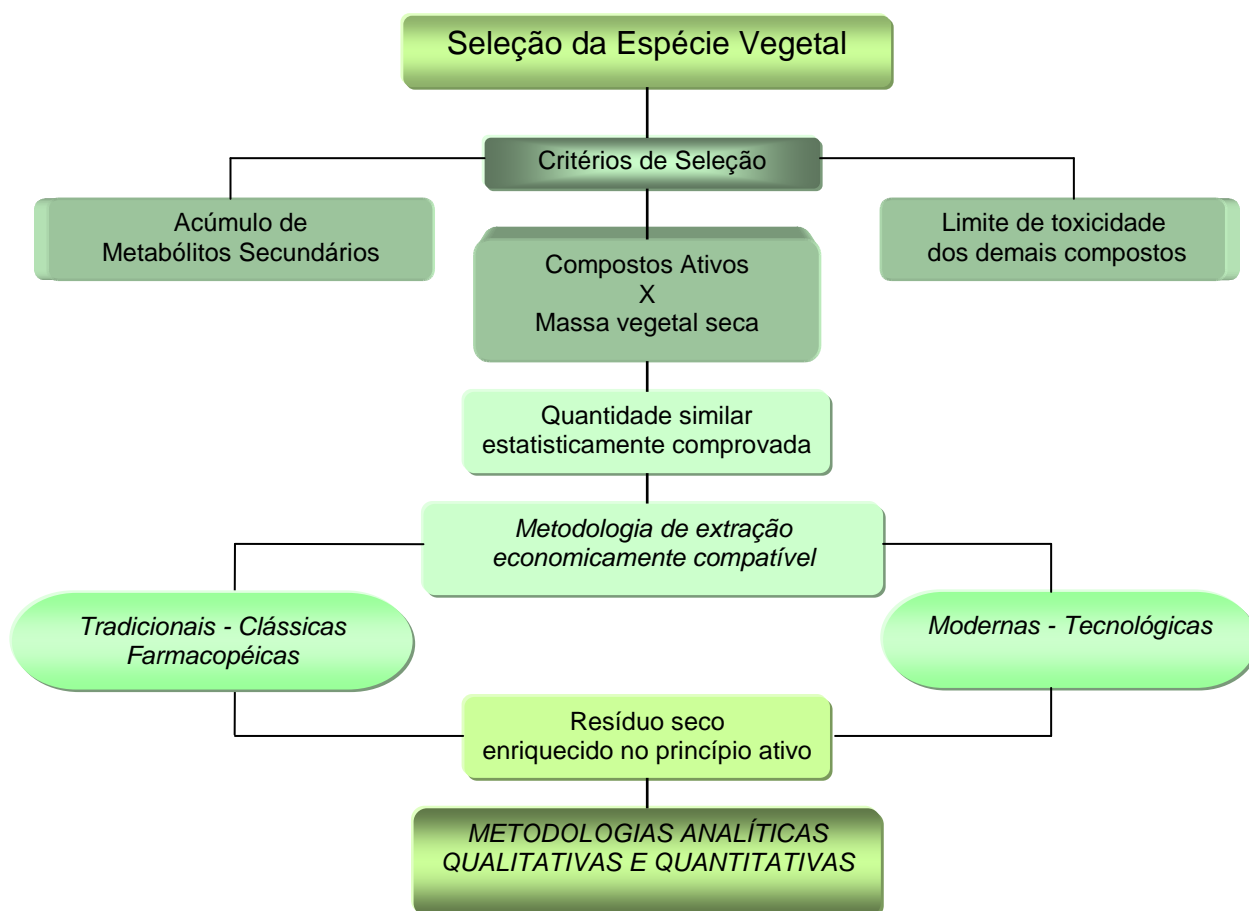 Seleção da Espécie Vegetal
Critérios de Seleção
Acúmulo de
Metabólitos Secundários
Compostos Ativos
X
Massa vegetal seca
Limite de toxicidade
dos demais compostos
Quantidade similar
estatisticamente comprovada
Metodologia de extração
economicamente compatível
Tradicionais - Clássicas
Farmacopéicas
Modernas - Tecnológicas
Resíduo seco
enriquecido no princípio ativo
METODOLOGIAS ANALÍTICAS
QUALITATIVAS E QUANTITATIVAS